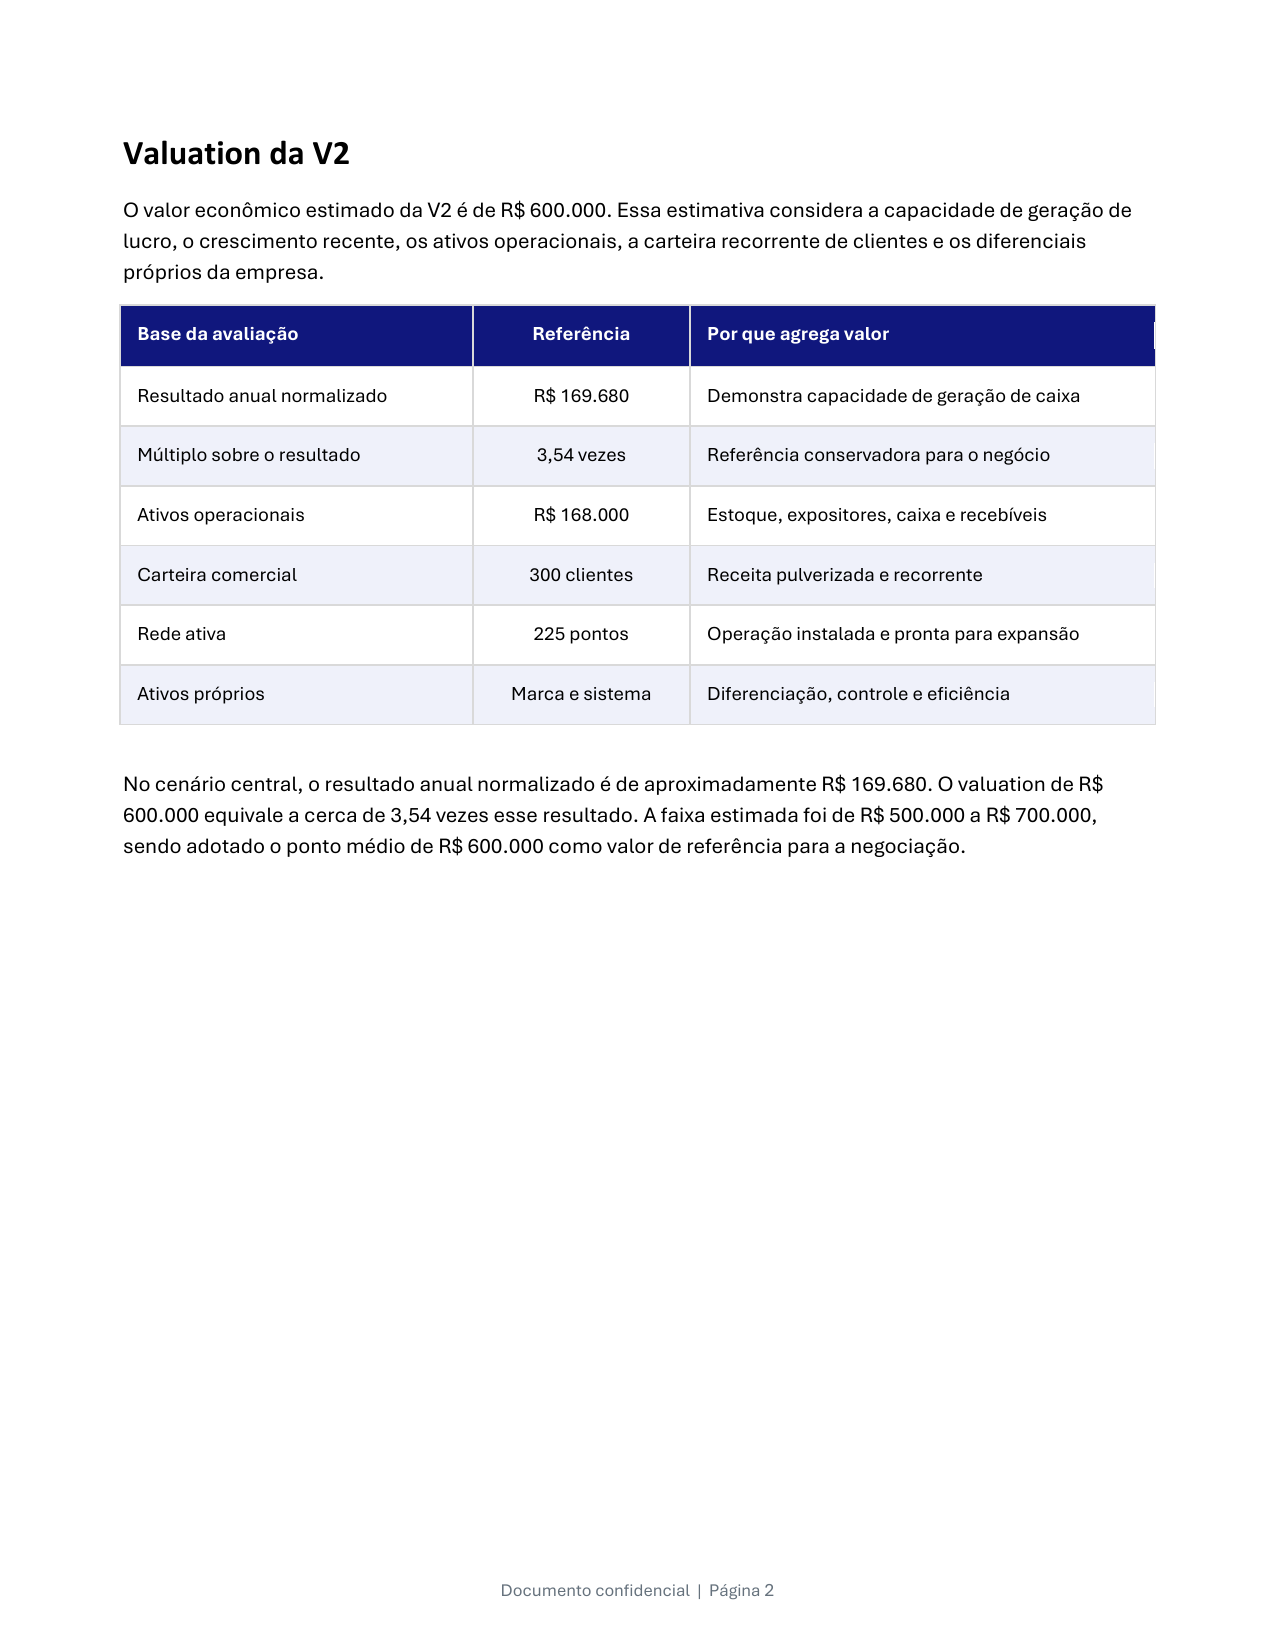 Valuation da V2
O valor econômico estimado da V2 é de R$ 600.000. Essa estimativa considera a capacidade de geração de
lucro, o crescimento recente, os ativos operacionais, a carteira recorrente de clientes e os diferenciais
próprios da empresa.
Base da avaliação Referência Por que agrega valor
Resultado anual normalizado R$ 169.680 Demonstra capacidade de geração de caixa
Múltiplo sobre o resultado 3,54 vezes Referência conservadora para o negócio
Ativos operacionais R$ 168.000 Estoque, expositores, caixa e recebíveis
Carteira comercial 300 clientes Receita pulverizada e recorrente
Rede ativa 225 pontos Operação instalada e pronta para expansão
Ativos próprios Marca e sistema Diferenciação, controle e eficiência
No cenário central, o resultado anual normalizado é de aproximadamente R$ 169.680. O valuation de R$
600.000 equivale a cerca de 3,54 vezes esse resultado. A faixa estimada foi de R$ 500.000 a R$ 700.000,
sendo adotado o ponto médio de R$ 600.000 como valor de referência para a negociação.
Documento confidencial | Página 2